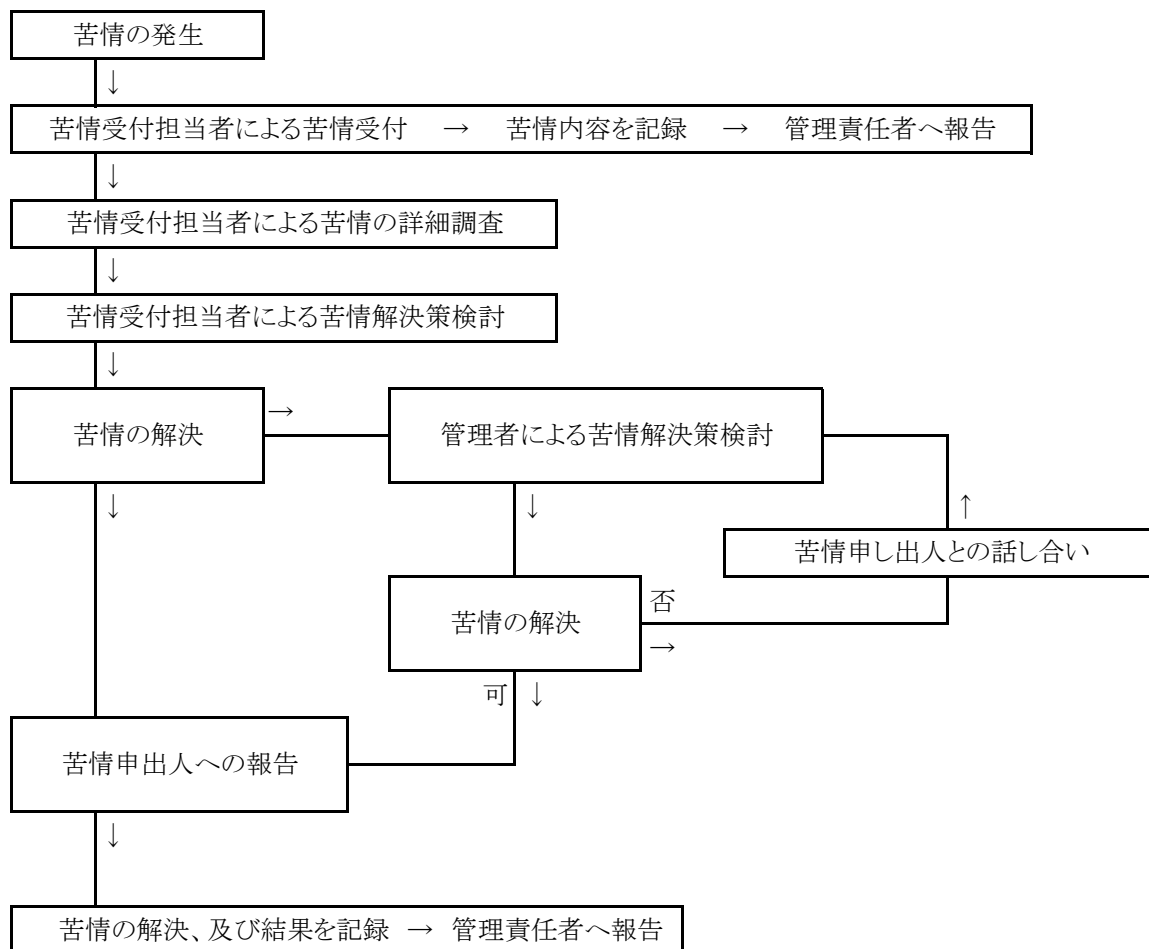 苦情の発生
↓
苦情受付担当者による苦情受付 → 苦情内容を記録 → 管理責任者へ報告
↓
苦情受付担当者による苦情の詳細調査
↓
苦情受付担当者による苦情解決策検討
↓
苦情の解決
→
管理者による苦情解決策検討
↓
↓
↑
苦情申し出人との話し合い
苦情の解決
否
→
可 ↓
苦情申出人への報告
↓
苦情の解決、及び結果を記録 → 管理責任者へ報告